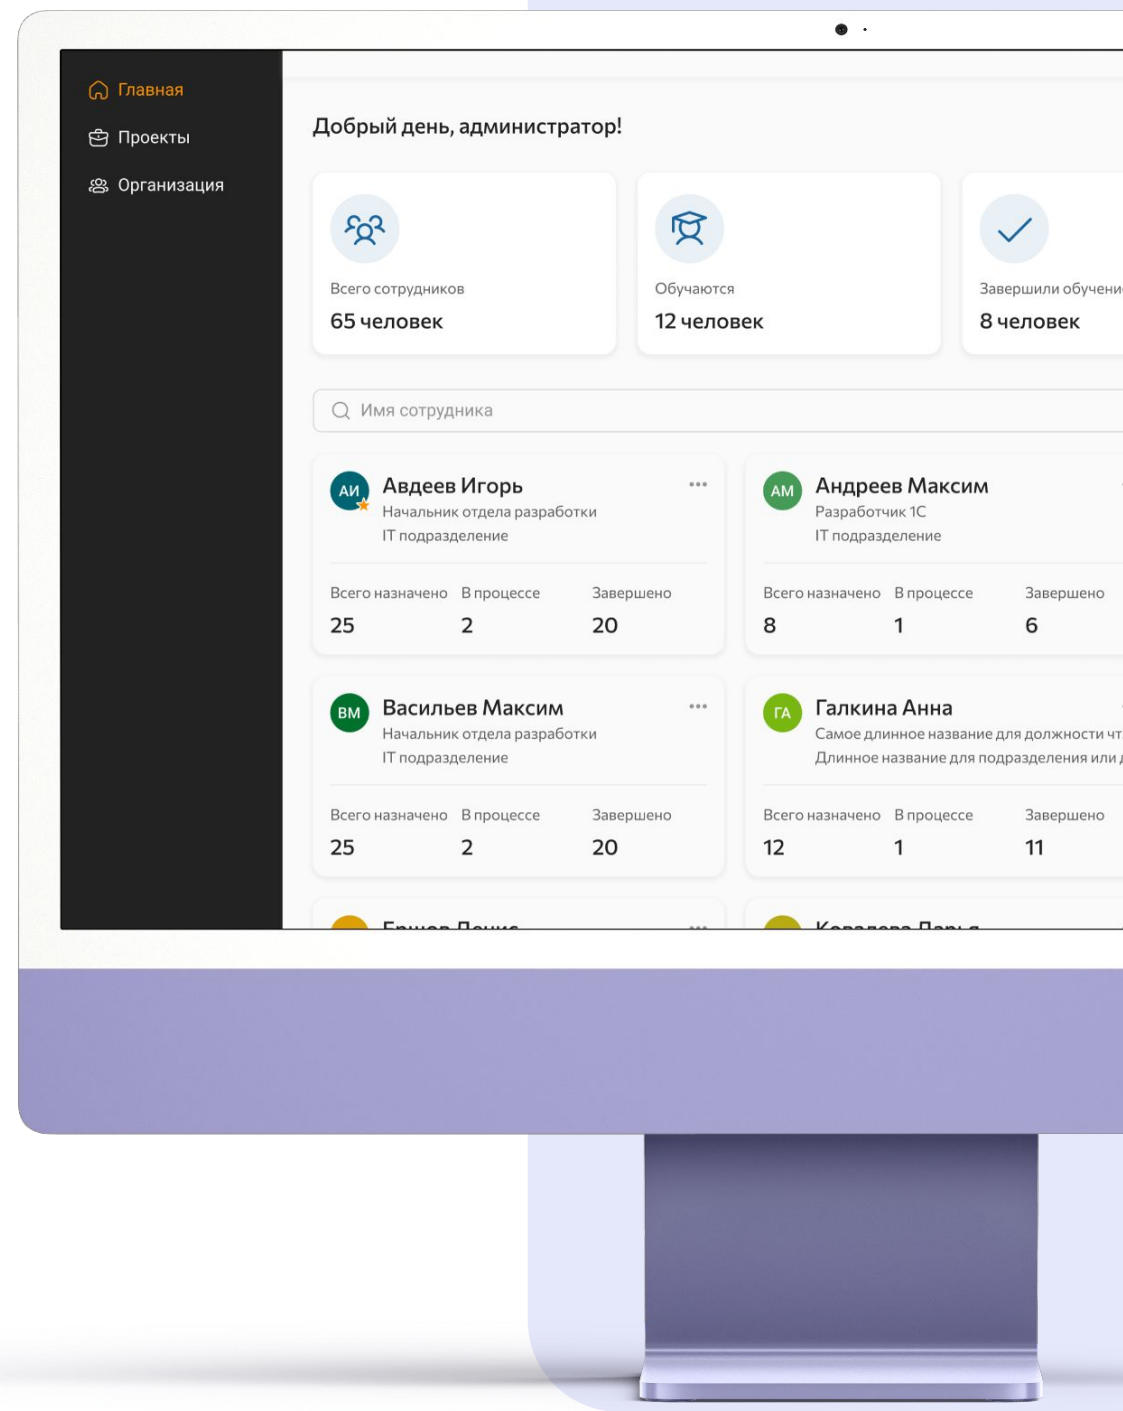 Главная
Проекты
Организация
Добрый день, администратор!
Всего сотрудников
65 человек
Обучаются
12 человек
Завершили обучени
8 человек
Имя сотрудника
АИ
Авдеев Игорь
Начальник отдела разработки
IT подразделение
Всего назначено В процессе Завершено
25 2 20
АМ
Андреев Максим
Разработчик 1С
IT подразделение
Всего назначено В процессе Завершено
8 1 6
ВМ
Васильев Максим
Начальник отдела разработки
IT подразделение
Всего назначено В процессе Завершено
25 2 20
ГА
Галкина Анна
Самое длинное название для должности чт
Длинное название для подразделения или
Всего назначено В процессе Завершено
12 1 11
Ершов Денис
Ковалева Дарья